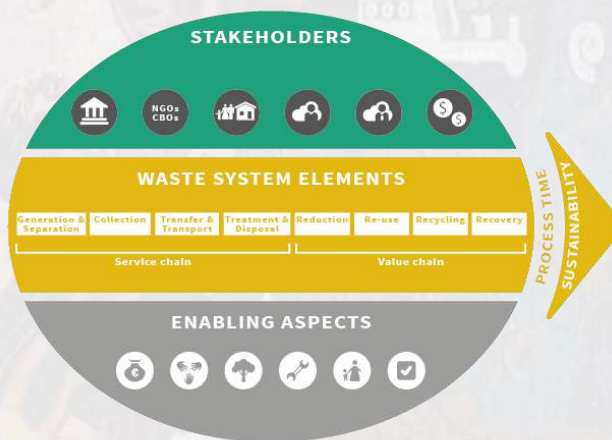 STAKEHOLDERS
NGOs
CBOs
$
$
WASTE SYSTEM ELEMENTS
Generation &
Separation
Collection
Transfer &
Transport
Treatment &
Disposal
Reduction
Re-use
Recycling
Recovery
Service chain
Value chain
PROCESS TIME
SUSTAINABILITY
ENABLING ASPECTS
€